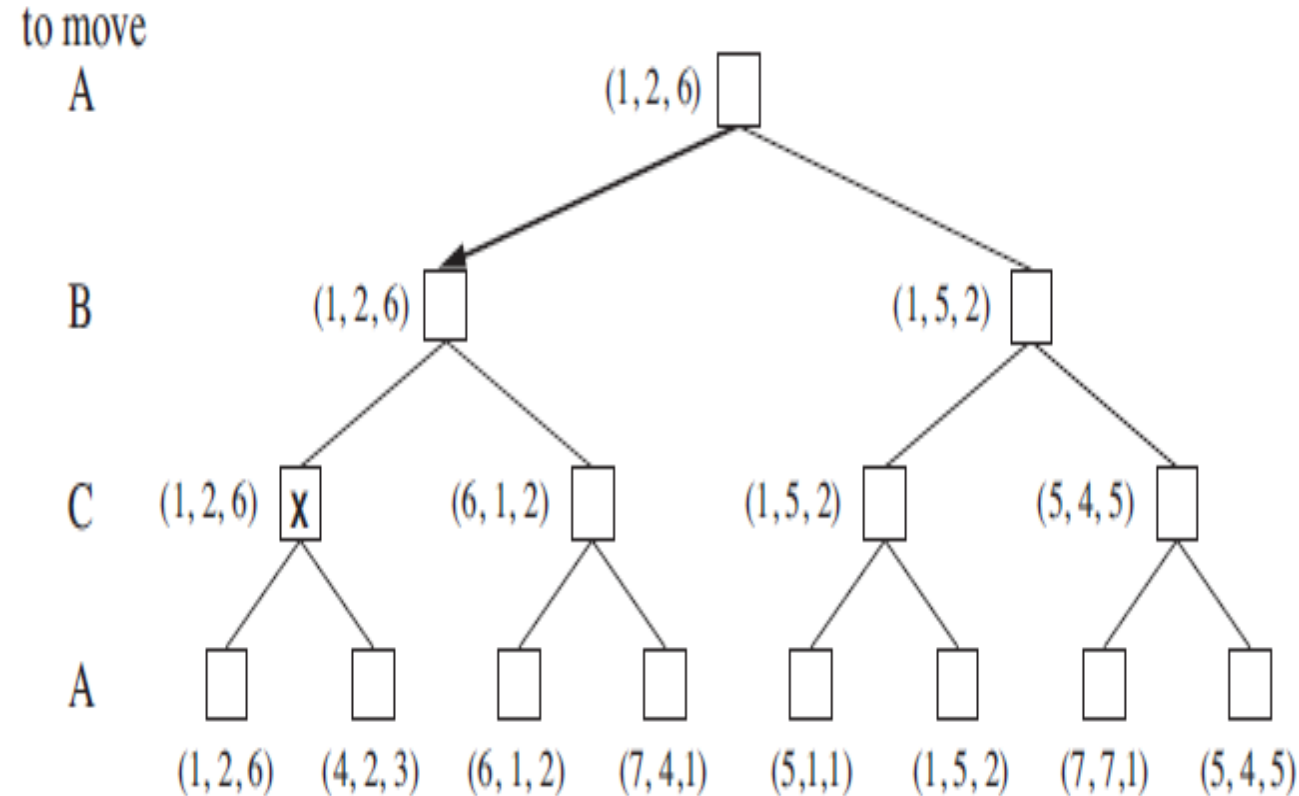 to move
A (1, 2, 6)
B (1, 2, 6) (1, 5, 2)
C (1, 2, 6) X (6, 1, 2) (1, 5, 2) (5, 4, 5)
A
(1, 2, 6) (4, 2, 3) (6, 1, 2) (7, 4,1) (5,1,1) (1, 5, 2) (7, 7,1) (5, 4, 5)